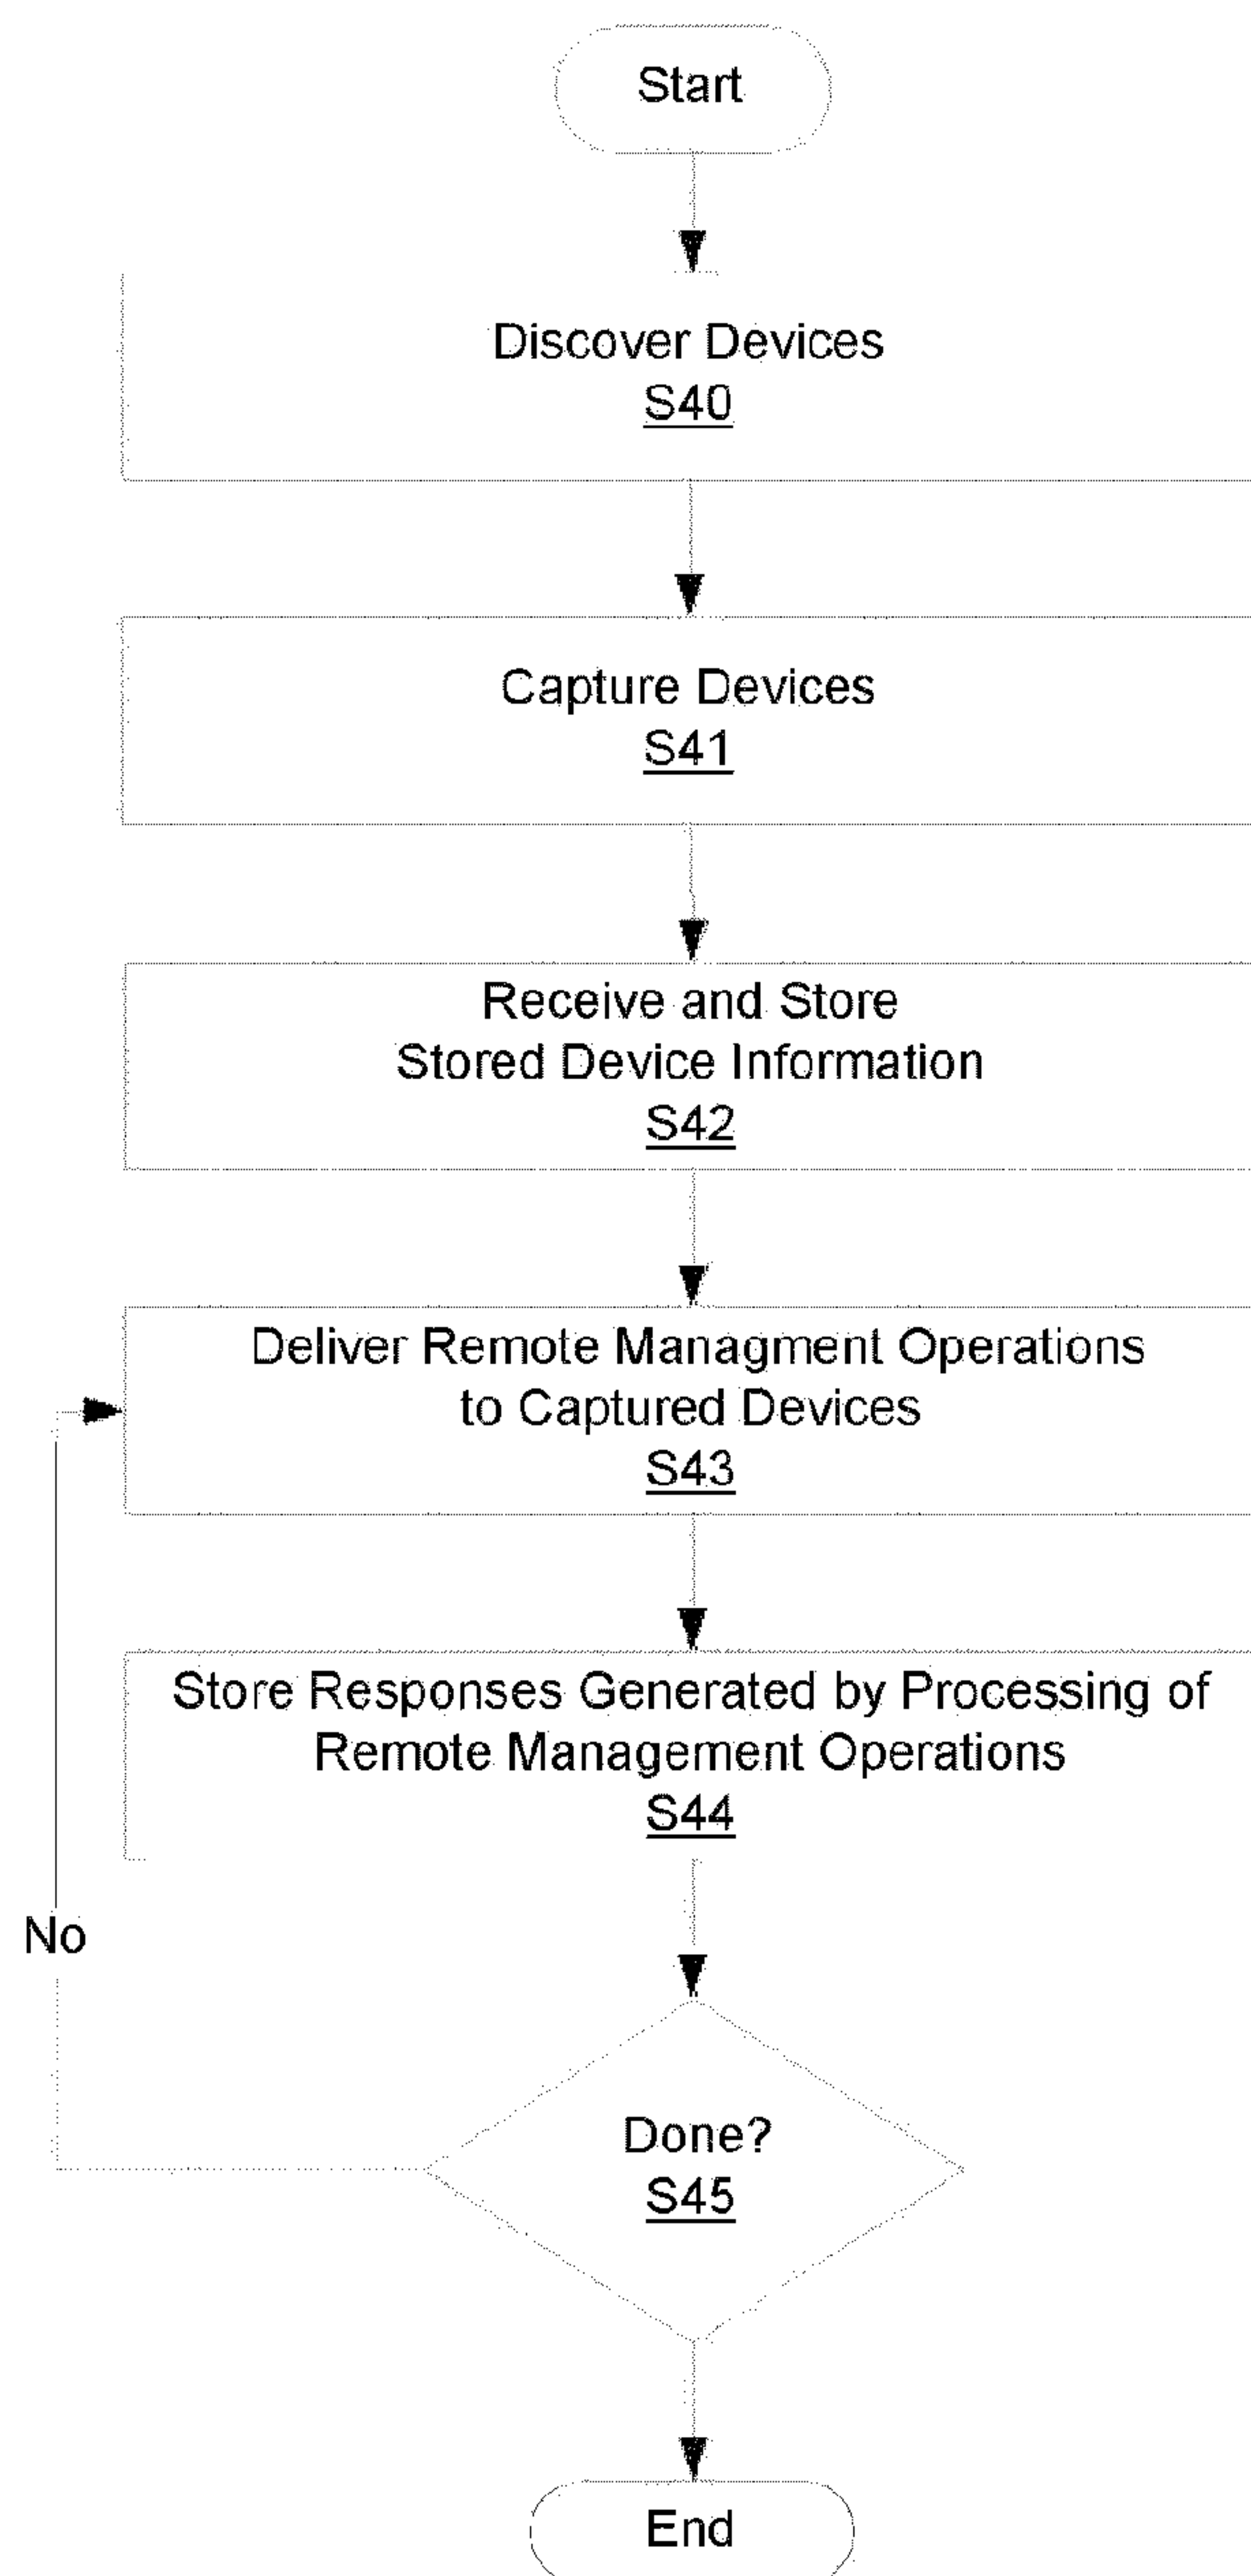 Start
Discover Devices
S40
Capture Devices
S41
Receive and Store
Stored Device Information
S42
Deliver Remote Managment Operations
to Captured Devices
S43
Store Responses Generated by Processing of
Remote Management Operations
S44
No
Done?
S45
End